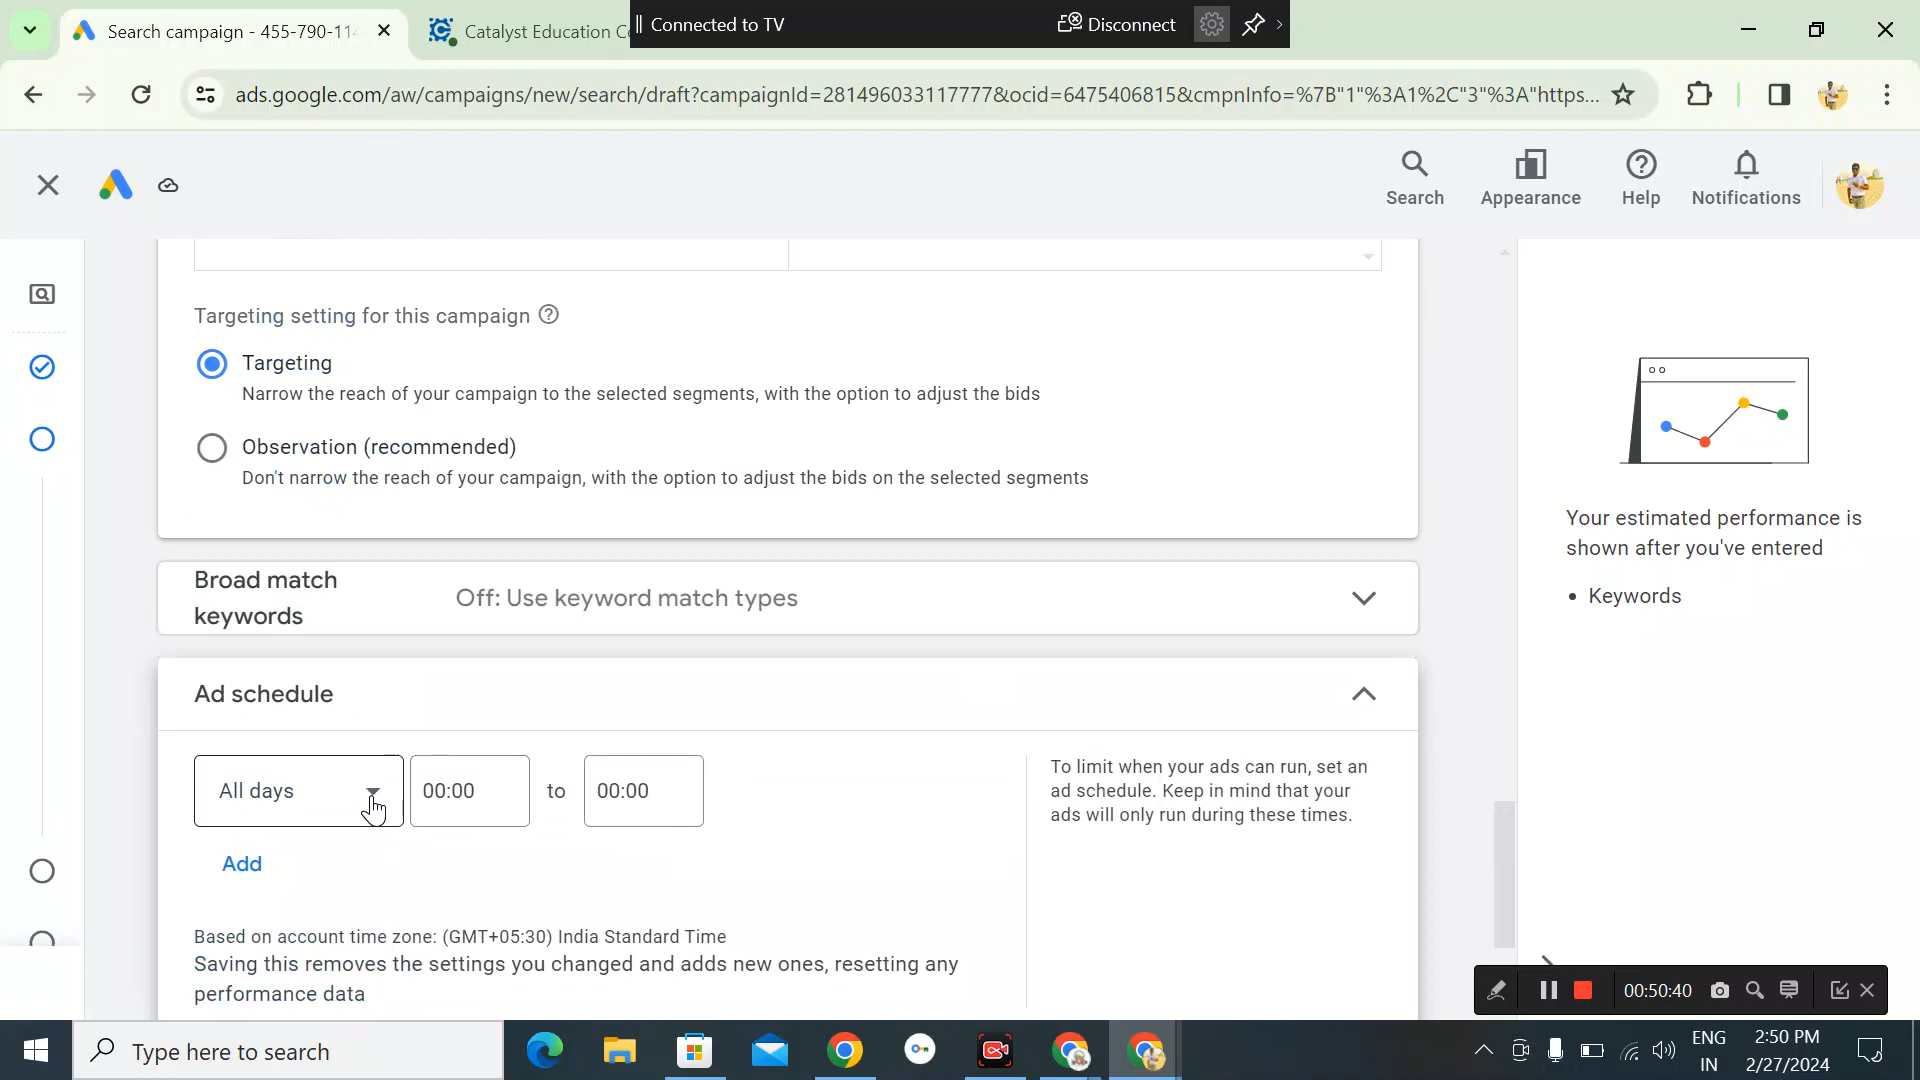 Search campaign - 455-790-11
Catalyst Education C
Connected to TV
Disconnect
ads.google.com/aw/campaigns/new/search/draft?campaignId=281496033117777&ocid=6475406815&cmpnInfo=%7B"1"%3A1%2C"3"%3A"https...
Search
Appearance
Help
Notifications
Targeting setting for this campaign
Targeting
Narrow the reach of your campaign to the selected segments, with the option to adjust the bids
Observation (recommended)
Don't narrow the reach of your campaign, with the option to adjust the bids on the selected segments
Your estimated performance is
shown after you've entered
• Keywords
Broad match
keywords
Off: Use keyword match types
Ad schedule
All days
00:00
to
00:00
Add
To limit when your ads can run, set an
ad schedule. Keep in mind that your
ads will only run during these times.
Based on account time zone: (GMT+05:30) India Standard Time
Saving this removes the settings you changed and adds new ones, resetting any
performance data
00:50:40
Type here to search
ENG
IN
2:50 PM
2/27/2024